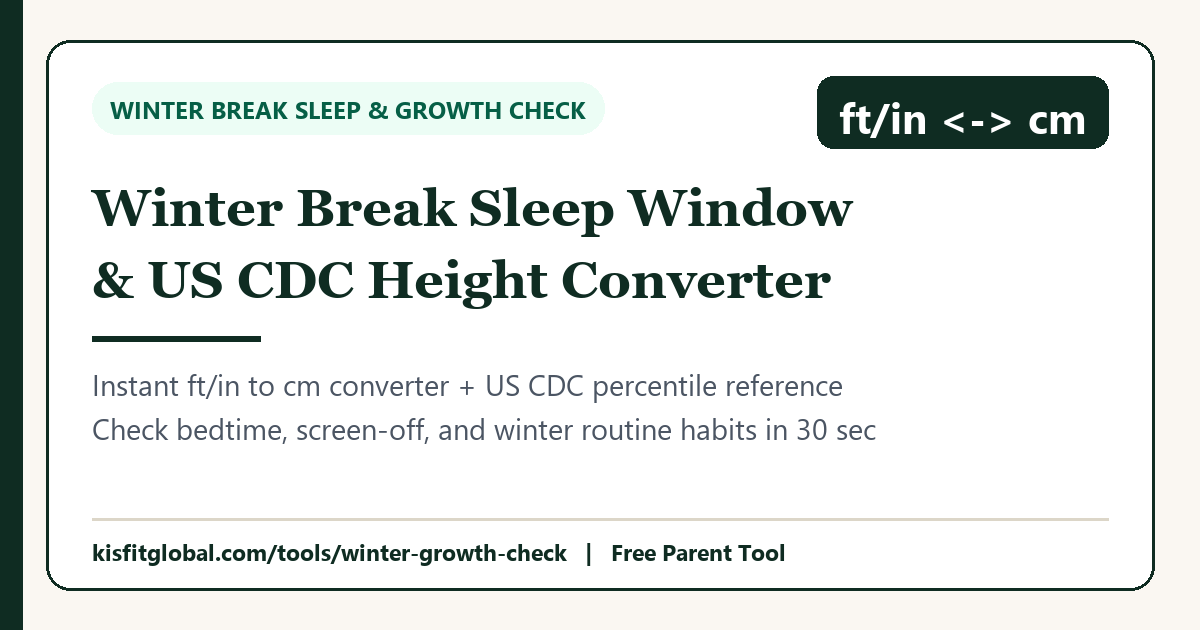 WINTER BREAK SLEEP & GROWTH CHECK
ft/in <-> cm
Winter Break Sleep Window
& US CDC Height Converter
Instant ft/in to cm converter + US CDC percentile reference
Check bedtime, screen-off, and winter routine habits in 30 sec
kisfitglobal.com/tools/winter-growth-check | Free Parent Tool